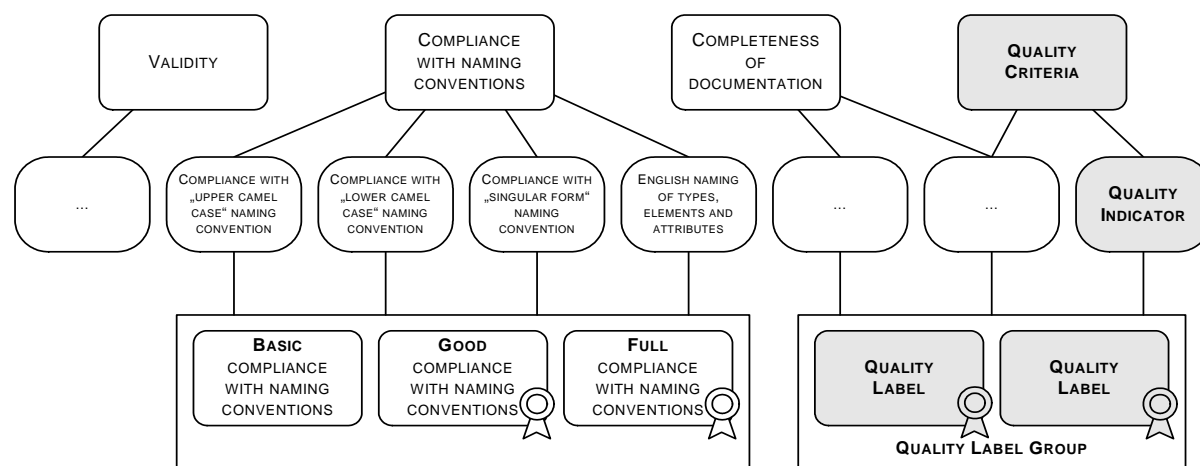 VALIDITY
COMPLIANCE
WITH NAMING
CONVENTIONS
COMPLETENESS
OF
DOCUMENTATION
QUALITY
CRITERIA
...
COMPLIANCE WITH
„UPPER CAMEL
CASE“ NAMING
CONVENTION
COMPLIANCE WITH
„LOWER CAMEL
CASE“ NAMING
CONVENTION
COMPLIANCE WITH
„SINGULAR FORM“
NAMING
CONVENTION
ENGLISH NAMING
OF TYPES,
ELEMENTS AND
ATTRIBUTES
...
...
QUALITY
INDICATOR
BASIC
COMPLIANCE
WITH NAMING
CONVENTIONS
GOOD
COMPLIANCE
WITH NAMING
CONVENTIONS
FULL
COMPLIANCE
WITH NAMING
CONVENTIONS
QUALITY
LABEL
QUALITY
LABEL
QUALITY LABEL GROUP